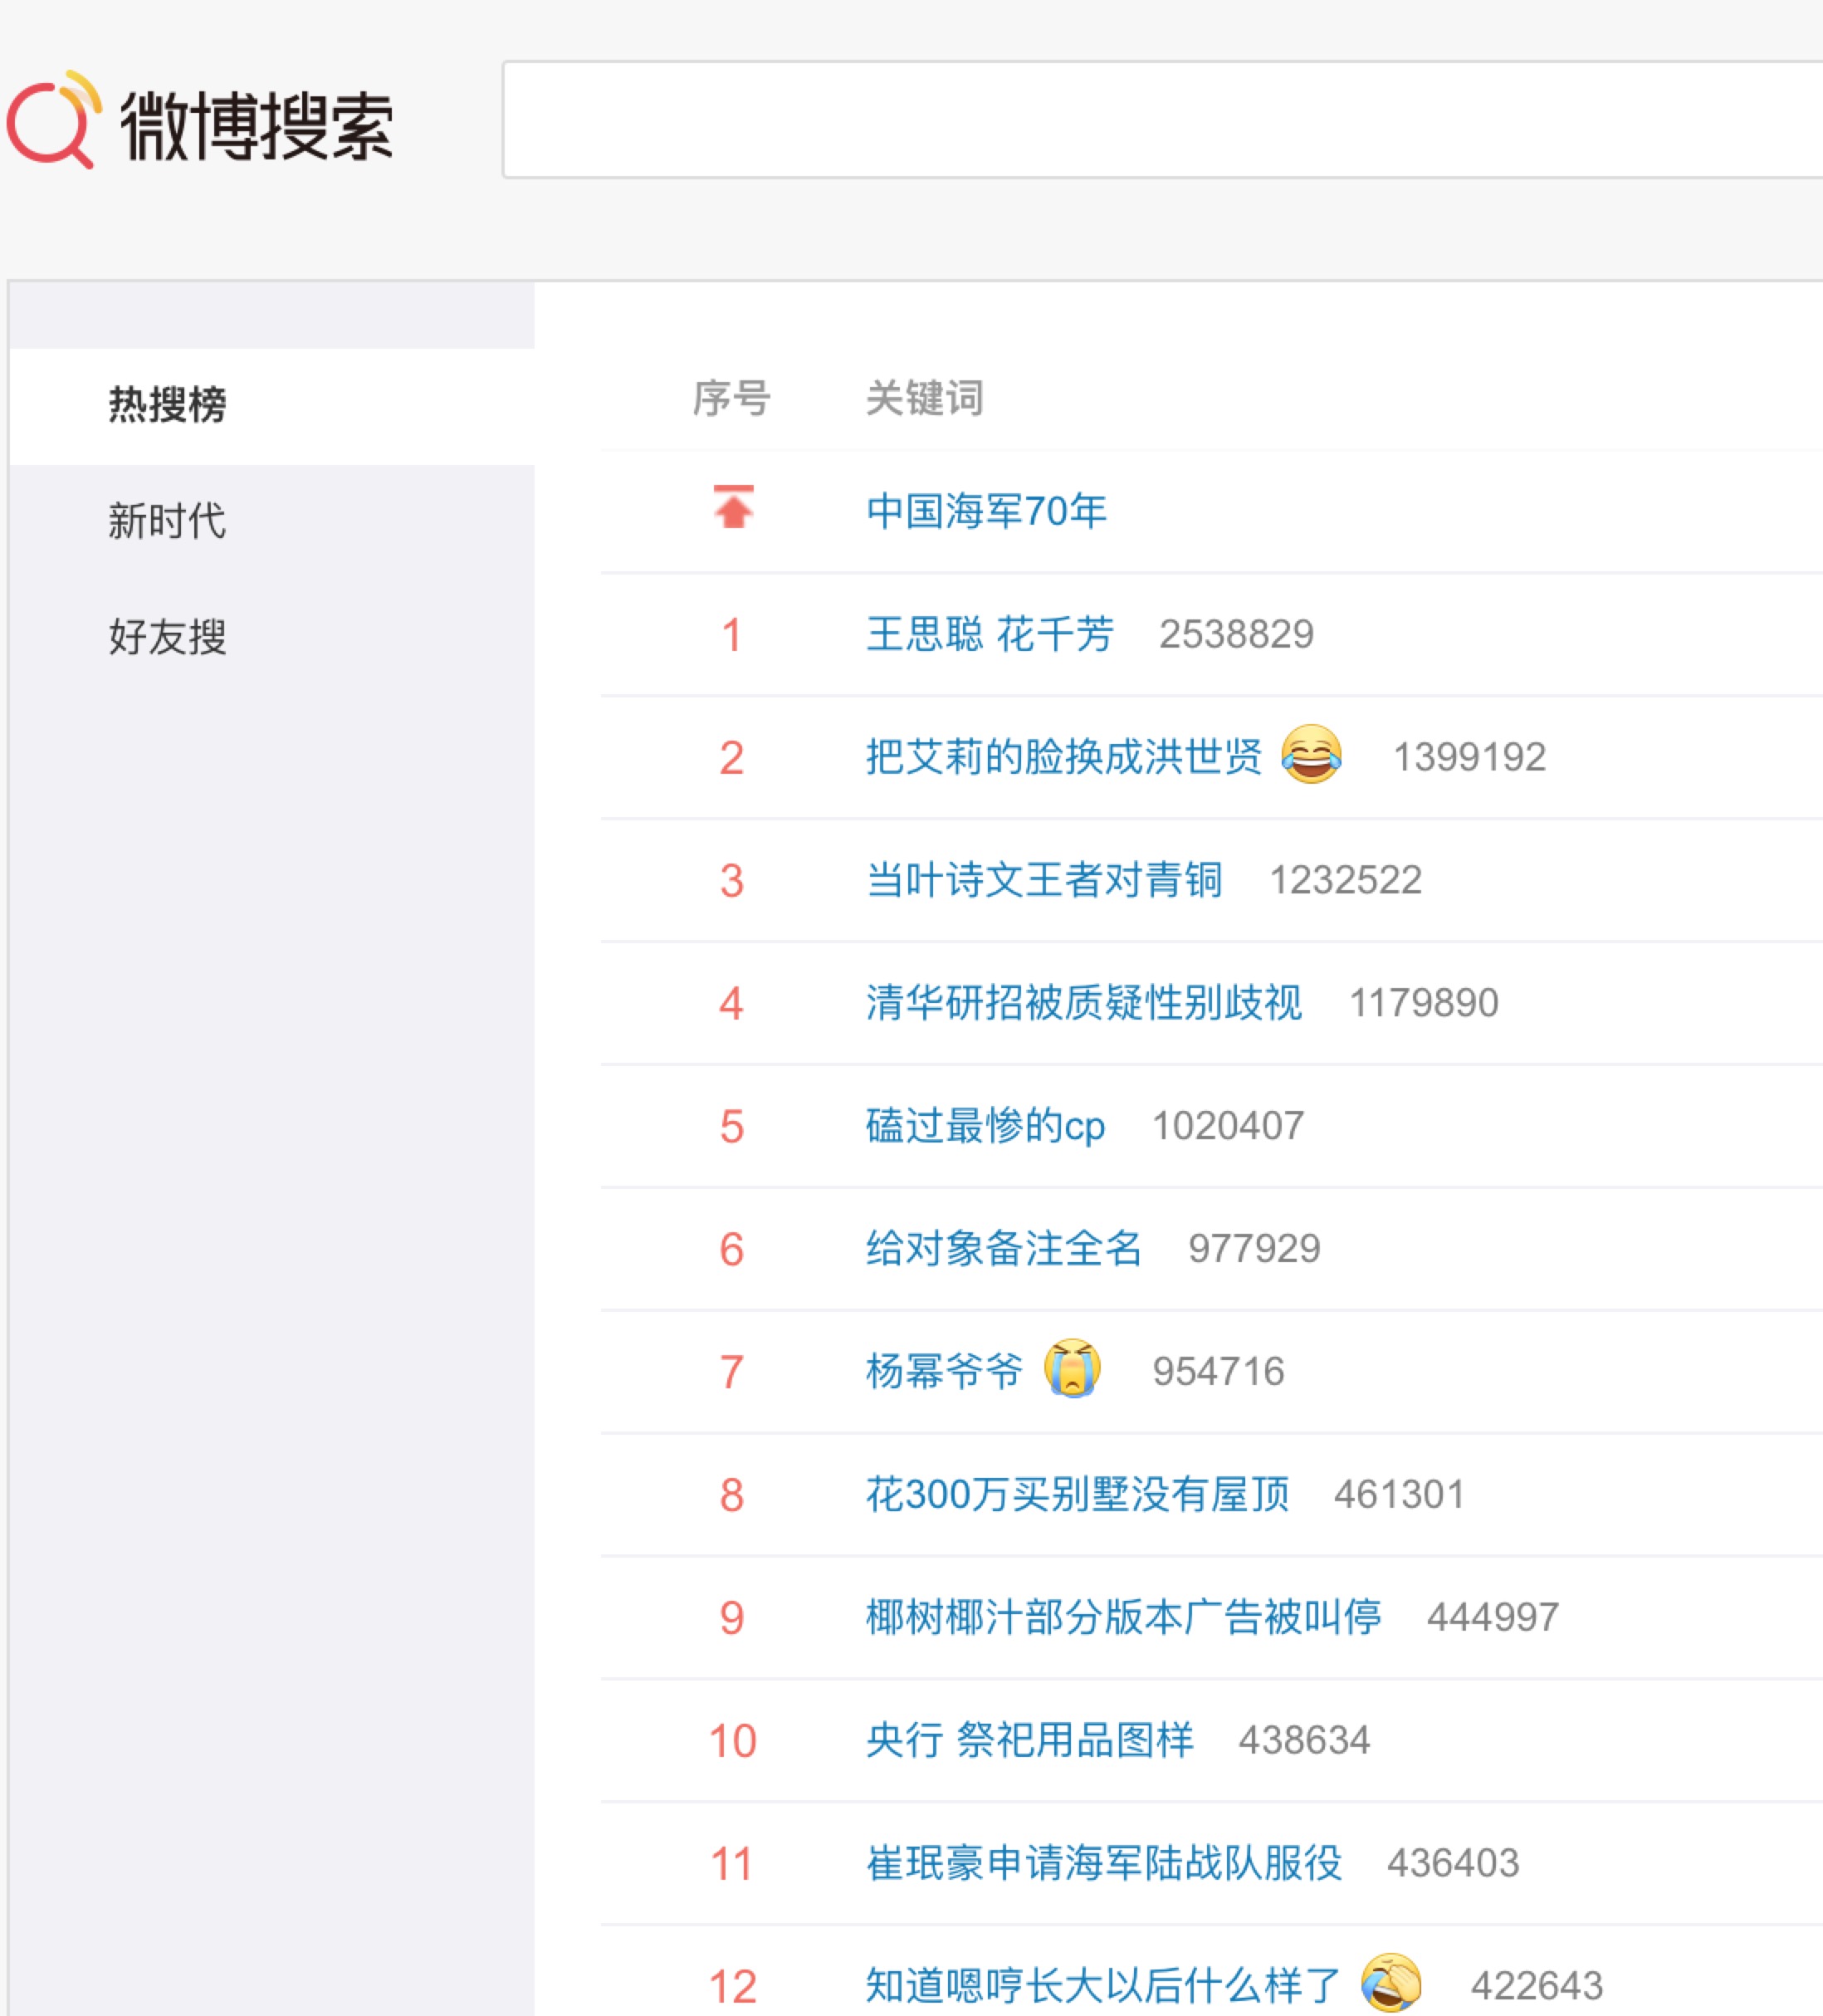 微博搜索
热搜榜
新时代
好友搜
序号 关键词
中国海军70年
1 王思聪 花千芳 2538829
2 把艾莉的脸换成洪世贤 1399192
3 当叶诗文王者对青铜 1232522
4 清华研招被质疑性别歧视 1179890
5 磕过最惨的cp 1020407
6 给对象备注全名 977929
7 杨幂爷爷 954716
8 花300万买别墅没有屋顶 461301
9 椰树椰汁部分版本广告被叫停 444997
10 央行 祭祀用品图样 438634
11 崔珉豪申请海军陆战队服役 436403
12 知道嗯哼长大以后什么样了 422643